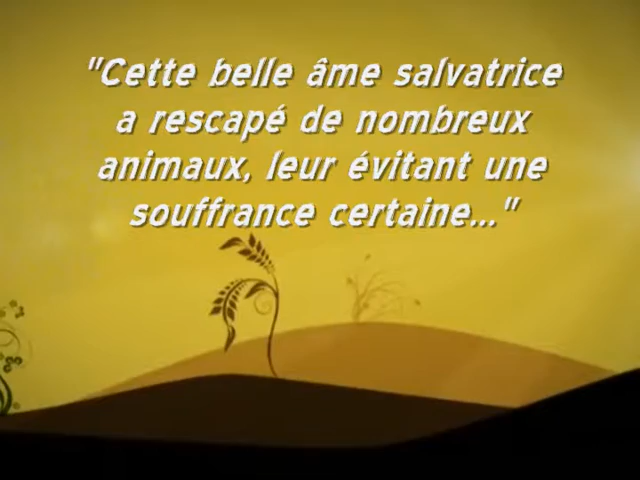 "Cette belle âme salvatrice
a rescapé de nombreux
animaux, leur évitant une
souffrance certaine..."